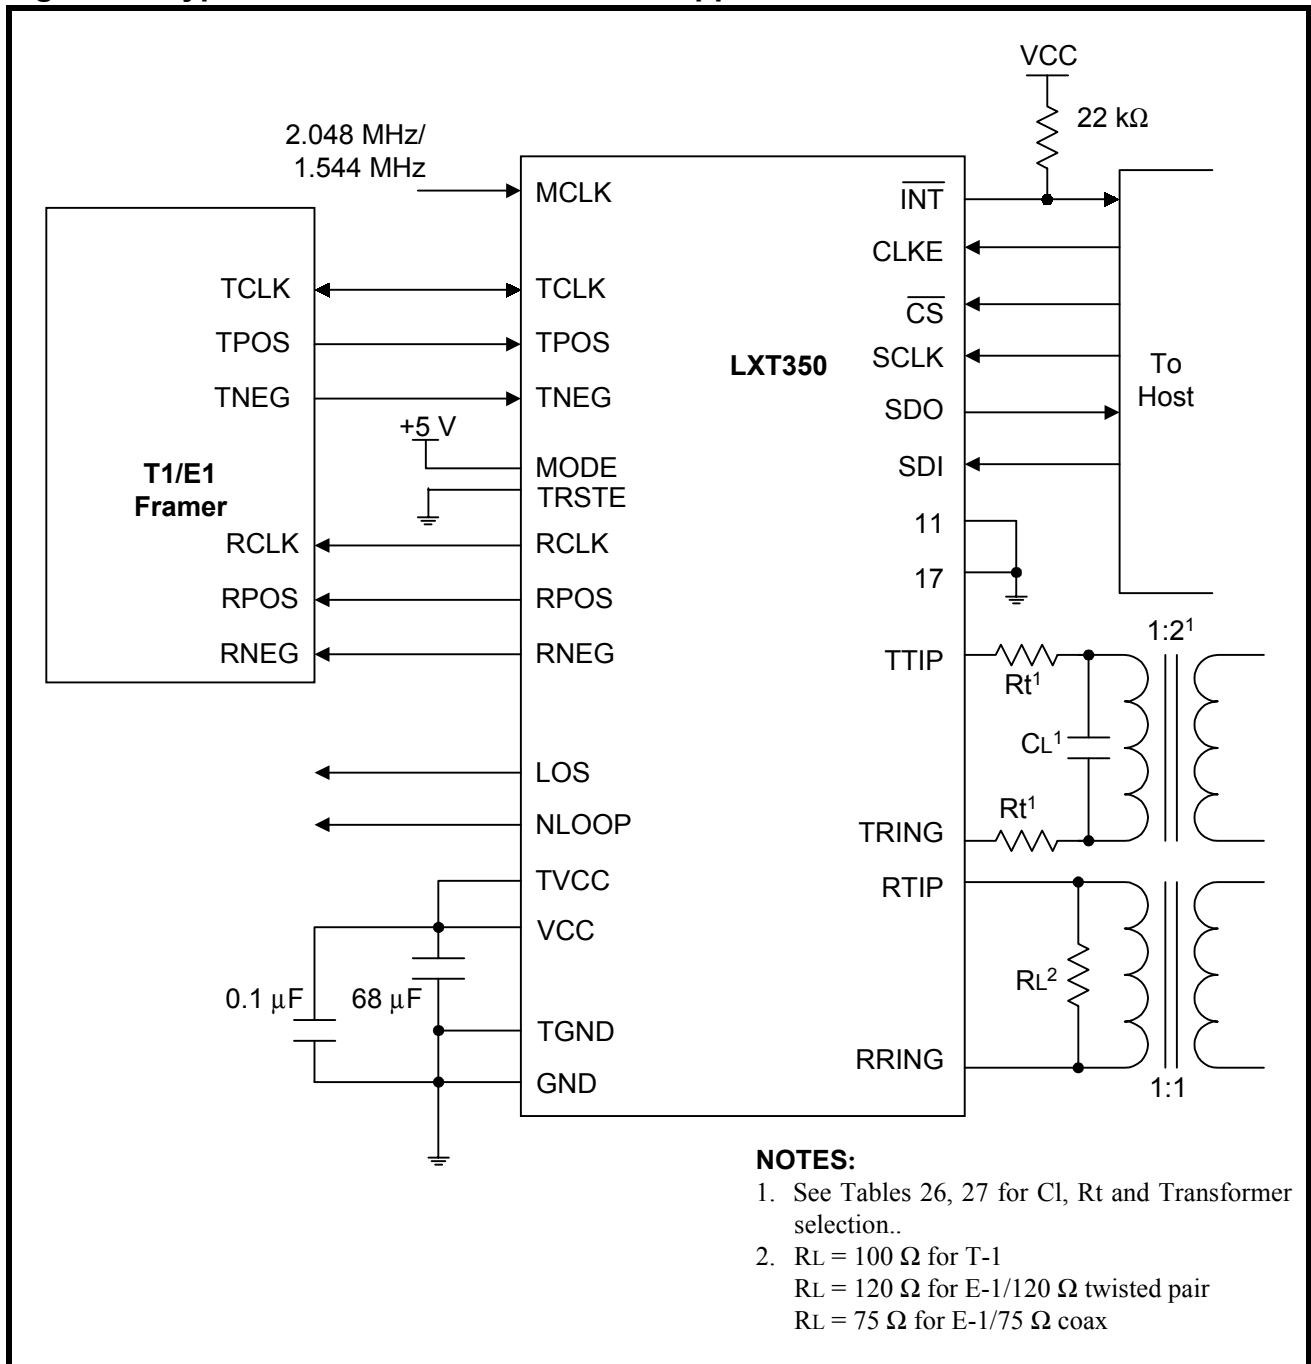 VCC
22 kΩ
2.048 MHz/
1.544 MHz
MCLK
INT
CLKE
TCLK
TCLK
CS
TPOS
TPOS
LXT350
SCLK
To
Host
TNEG
TNEG
SDO
+5 V
MODE
SDI
T1/E1
Framer
TRSTE
11
RCLK
RCLK
17
RPOS
RPOS
1:2¹
RNEG
RNEG
TTIP
Rt¹
CL¹
LOS
Rt¹
NLOOP
TRING
TVCC
RTIP
VCC
0.1 μF
68 μF
RL²
TGND
RRING
GND
1:1
NOTES:
1. See Tables 26, 27 for Cl, Rt and Transformer
selection..
2. RL = 100 Ω for T-1
RL = 120 Ω for E-1/120 Ω twisted pair
RL = 75 Ω for E-1/75 Ω coax